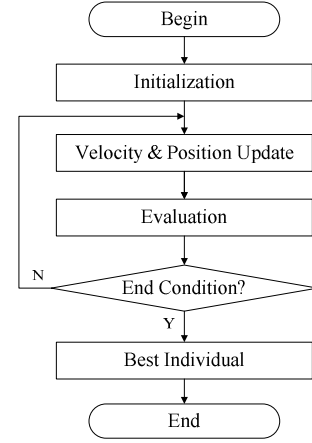 Begin
Initialization
Velocity & Position Update
Evaluation
End Condition?
N
Y
Best Individual
End